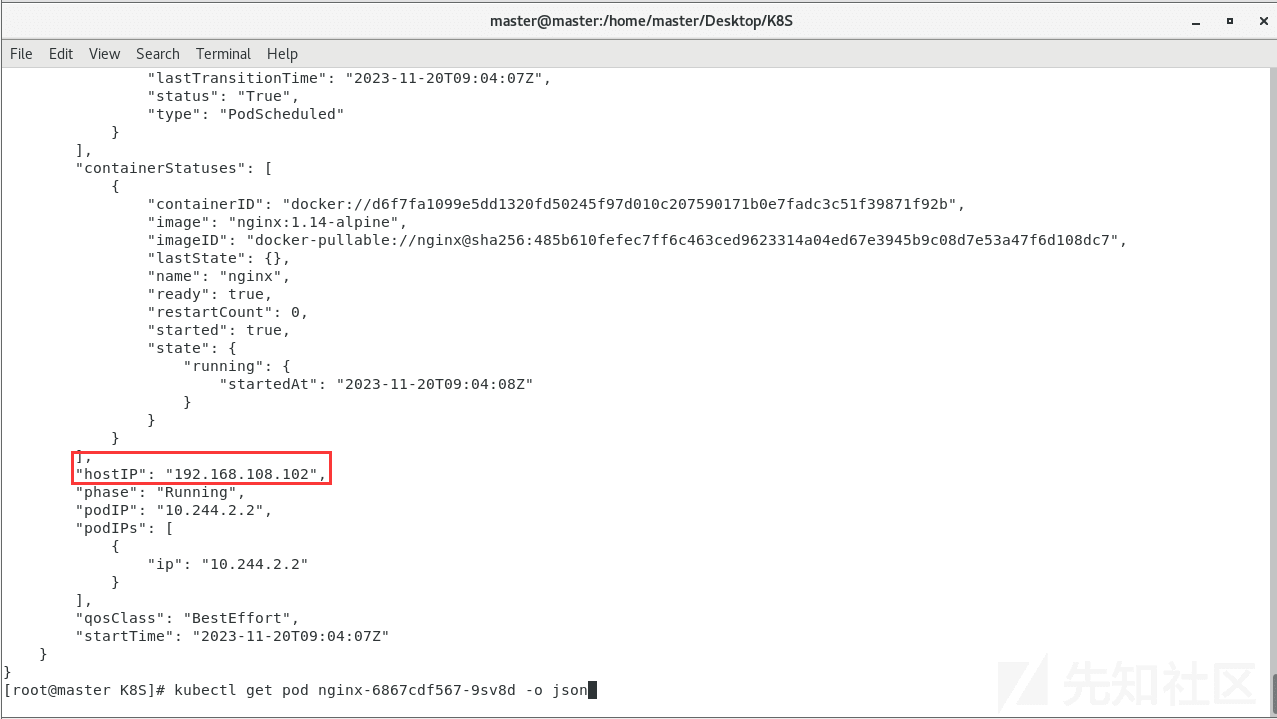 master@master:/home/master/Desktop/K8S
File Edit View Search Terminal Help
"lastTransitionTime": "2023-11-20T09:04:07Z",
"status": "True",
"type": "PodScheduled"
}
],
"containerStatuses": [
{
"containerID": "docker://d6f7fa1099e5dd1320fd50245f97d010c207590171b0e7fadc3c51f39871f92b",
"image": "nginx:1.14-alpine",
"imageID": "docker-pullable://nginx@sha256:485b610fefec7ff6c463ced9623314a04ed67e3945b9c08d7e53a47f6d108dc7",
"lastState": {},
"name": "nginx",
"ready": true,
"restartCount": 0,
"started": true,
"state": {
"running": {
"startedAt": "2023-11-20T09:04:08Z"
}
}
}
],
"hostIP": "192.168.108.102",
"phase": "Running",
"podIP": "10.244.2.2",
"podIPs": [
{
"ip": "10.244.2.2"
}
],
"qosClass": "BestEffort",
"startTime": "2023-11-20T09:04:07Z"
}
}
[root@master K8S]# kubectl get pod nginx-6867cdf567-9sv8d -o json
先知社区